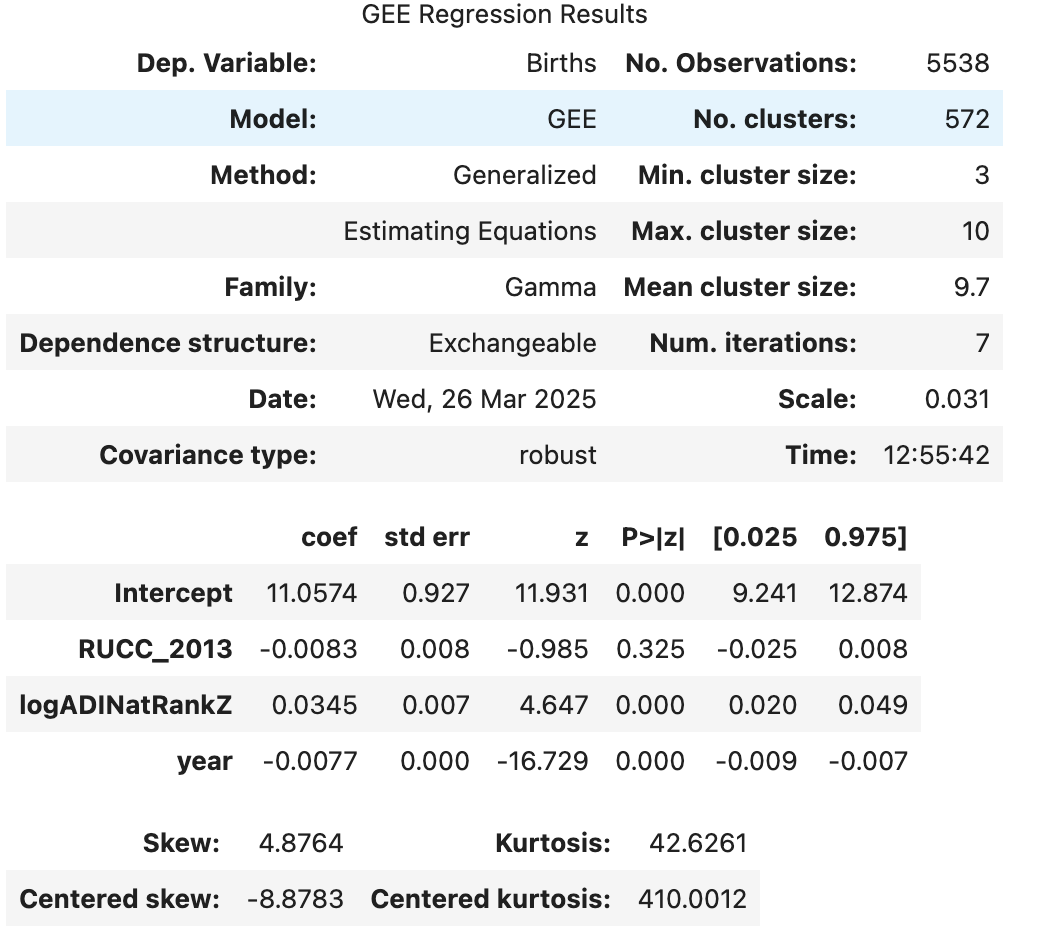 GEE Regression Results
Dep. Variable: Births No. Observations: 5538
Model: GEE No. clusters: 572
Method: Generalized Min. cluster size: 3
Estimating Equations Max. cluster size: 10
Family: Gamma Mean cluster size: 9.7
Dependence structure: Exchangeable Num. iterations: 7
Date: Wed, 26 Mar 2025 Scale: 0.031
Covariance type: robust Time: 12:55:42
coef std err z P>|z| [0.025 0.975]
Intercept 11.0574 0.927 11.931 0.000 9.241 12.874
RUCC_2013 -0.0083 0.008 -0.985 0.325 -0.025 0.008
logADINatRankZ 0.0345 0.007 4.647 0.000 0.020 0.049
year -0.0077 0.000 -16.729 0.000 -0.009 -0.007
Skew: 4.8764 Kurtosis: 42.6261
Centered skew: -8.8783 Centered kurtosis: 410.0012